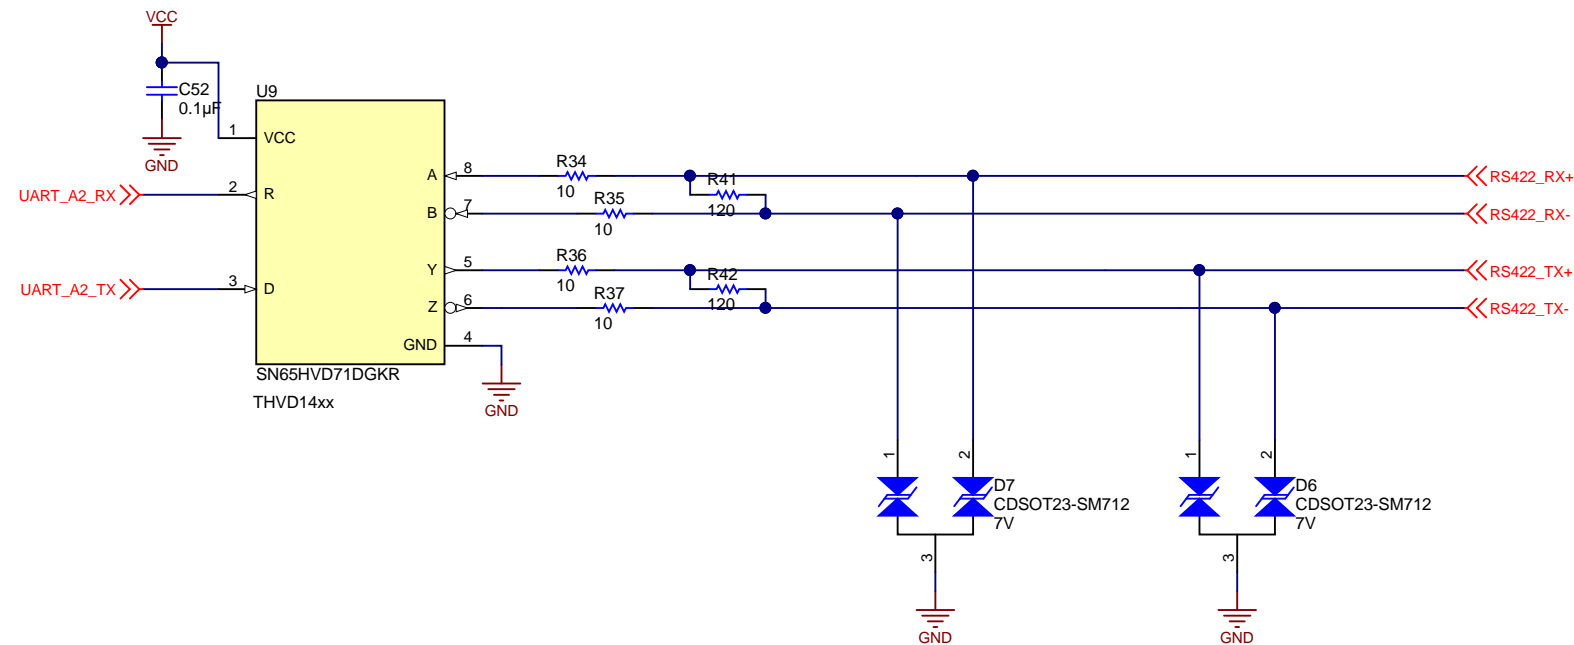 VCC
C52
0.1µF
GND
U9
1
VCC
UART_A2_RX
2
R
UART_A2_TX
3
D
A
8
B
7
Y
5
Z
6
GND
4
SN65HVD71DGKR
THVD14xx
GND
R34
10
R35
10
R41
120
R36
10
R37
10
R42
120
RS422_RX+
RS422_RX-
RS422_TX+
RS422_TX-
1
2
D7
CDSOT23-SM712
7V
3
GND
1
2
D6
CDSOT23-SM712
7V
3
GND